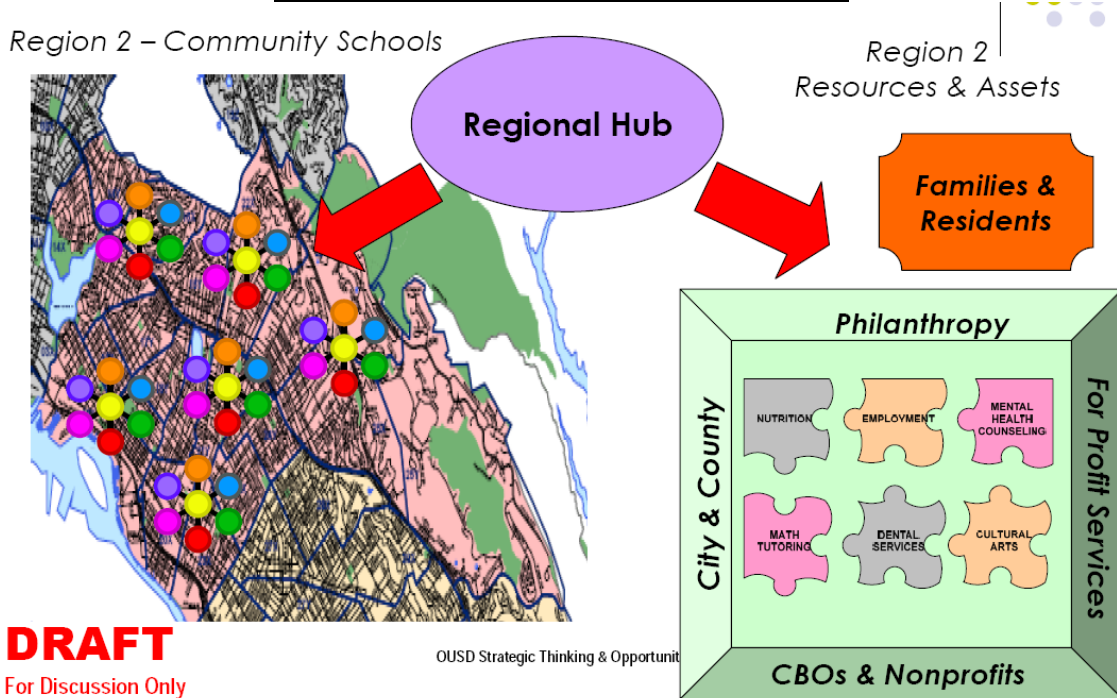 Region 2 – Community Schools
Regional Hub
Region 2
Resources & Assets
Families &
Residents
Philanthropy
City & County
For Profit Services
CBOs & Nonprofits
NUTRITION
EMPLOYMENT
MENTAL
HEALTH
COUNSELING
MATH
TUTORING
DENTAL
SERVICES
CULTURAL
ARTS
DRAFT
For Discussion Only
OUSD Strategic Thinking & Opportunit